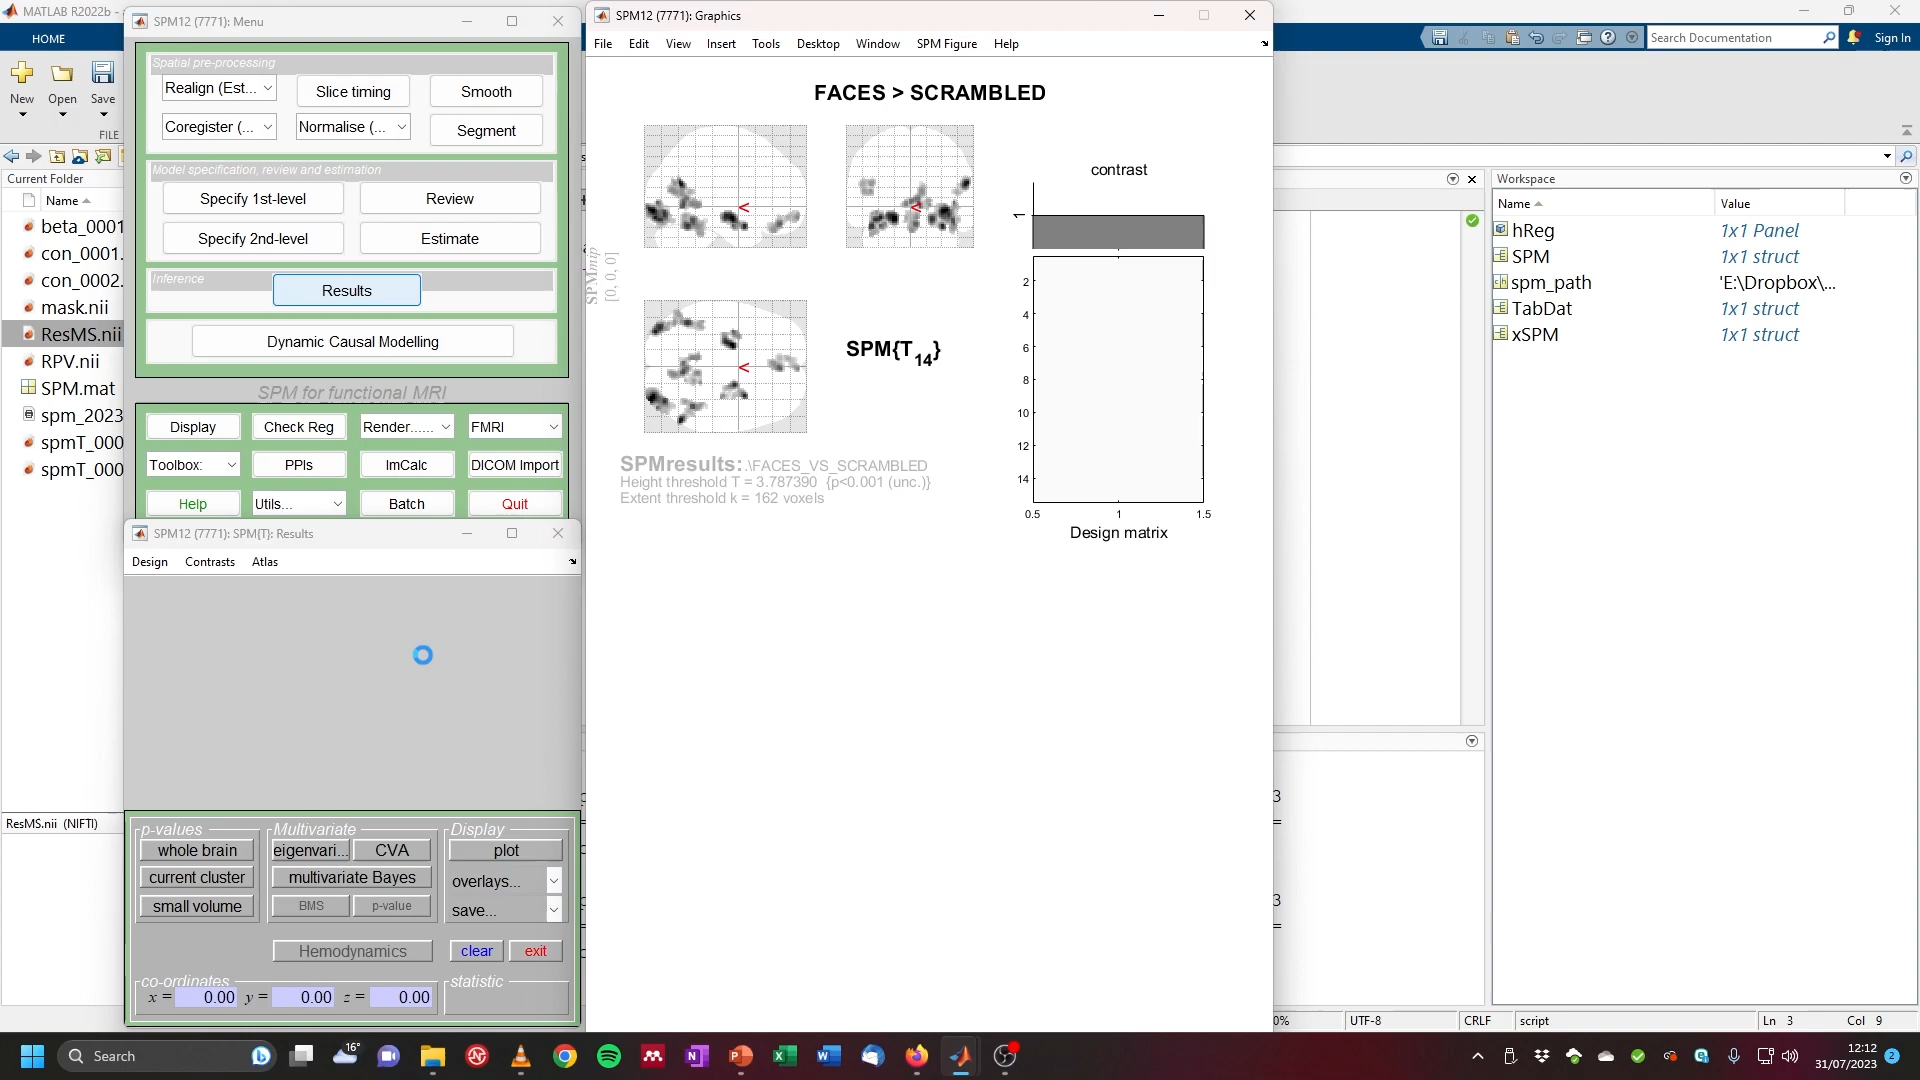 MATLAB R2022b -
HOME
New
Open
Save
FILE
Current Folder
Name
beta_0001
con_0001.
con_0002.
mask.nii
ResMS.nii
RPV.nii
SPM.mat
spm_2023
spmT_000
spmT_000
ResMS.nii (NIFTI)
SPM12 (7771): Menu
Spatial pre-processing
Realign (Est...
Slice timing
Smooth
Coregister (...
Normalise (...
Segment
Model specification, review and estimation
Specify 1st-level
Review
Specify 2nd-level
Estimate
Inference
Results
Dynamic Causal Modelling
SPM for functional MRI
Display
Check Reg
Render......
FMRI
Toolbox:
PPIs
ImCalc
DICOM Import
Help
Utils...
Batch
Quit
SPM12 (7771): SPM{T}: Results
Design
Contrasts
Atlas
p-values
Multivariate
Display
whole brain
eigenvari...
CVA
plot
current cluster
multivariate Bayes
overlays...
small volume
BMS
p-value
save...
Hemodynamics
clear
exit
co-ordinates
statistic
x =
0.00
y =
0.00
z =
0.00
SPM12 (7771): Graphics
File Edit View Insert Tools Desktop Window SPM Figure Help
FACES > SCRAMBLED
SPMmip
[0, 0, 0]
<
<
<
SPM{T14}
SPMresults: .\FACES_VS_SCRAMBLED
Height threshold T = 3.787390 {p<0.001 (unc.)}
Extent threshold k = 162 voxels
contrast
1
2
4
6
8
10
12
14
0.5
1
1.5
Design matrix
Search Documentation
Sign In
Workspace
Name
Value
hReg
1x1 Panel
SPM
1x1 struct
spm_path
'E:\Dropbox\...
TabDat
1x1 struct
xSPM
1x1 struct
3
=
3
=
0%
UTF-8
CRLF
script
Ln 3
Col 9
Search
16°
12:12
31/07/2023
2